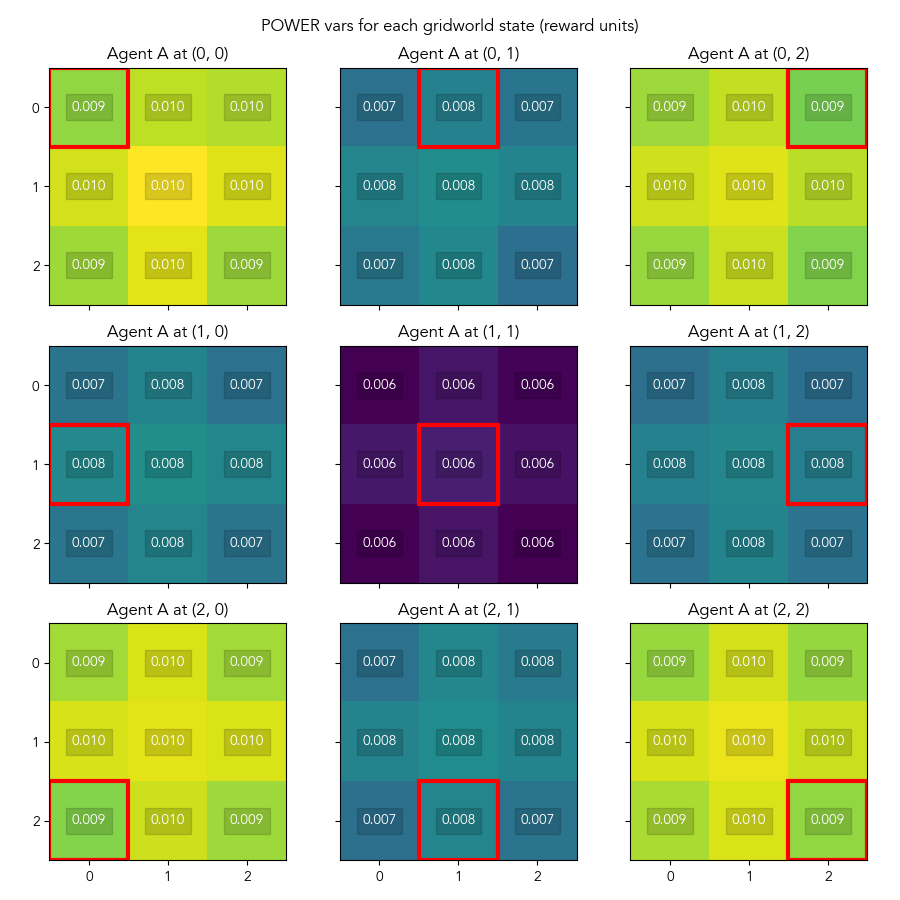 POWER vars for each gridworld state (reward units)
Agent A at (0, 0) Agent A at (0, 1) Agent A at (0, 2)
0 0.009 0.010 0.010 0.007 0.008 0.007 0.009 0.010 0.009
1 0.010 0.010 0.010 0.008 0.008 0.008 0.010 0.010 0.010
2 0.009 0.010 0.009 0.007 0.008 0.007 0.009 0.010 0.009
Agent A at (1, 0) Agent A at (1, 1) Agent A at (1, 2)
0 0.007 0.008 0.007 0.006 0.006 0.006 0.007 0.008 0.007
1 0.008 0.008 0.008 0.006 0.006 0.006 0.008 0.008 0.008
2 0.007 0.008 0.007 0.006 0.006 0.006 0.007 0.008 0.007
Agent A at (2, 0) Agent A at (2, 1) Agent A at (2, 2)
0 0.009 0.010 0.009 0.007 0.008 0.008 0.009 0.010 0.009
1 0.010 0.010 0.010 0.008 0.008 0.008 0.010 0.010 0.010
2 0.009 0.010 0.009 0.007 0.008 0.007 0.009 0.010 0.009
0 1 2 0 1 2 0 1 2